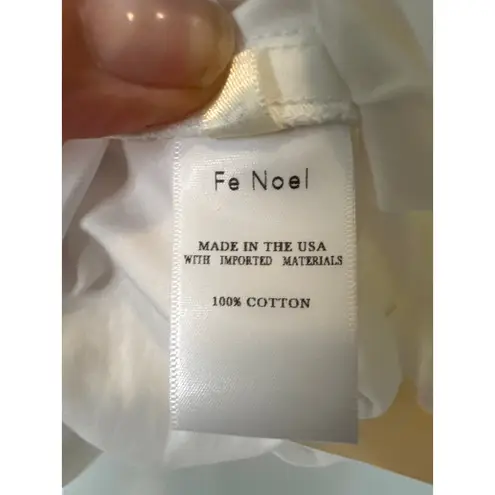 Fe Noel
MADE IN THE USA
WITH IMPORTED MATERIALS
100% COTTON